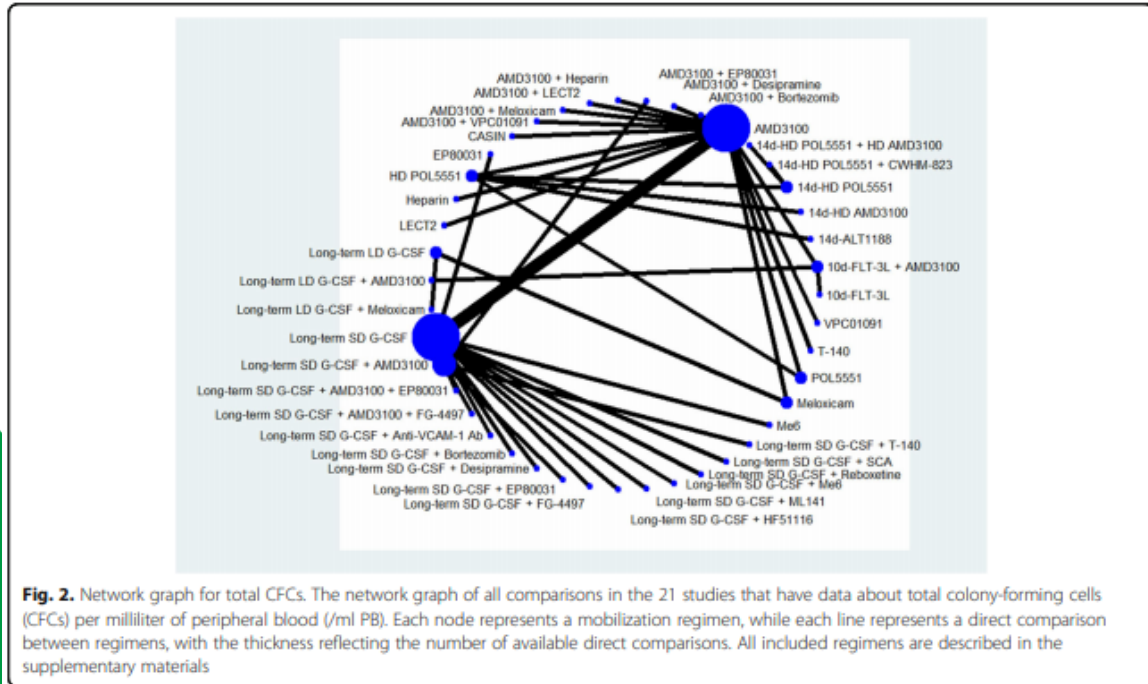 AMD3100 + EP80031
AMD3100 + Heparin
AMD3100 + Desipramine
AMD3100 + LECT2
AMD3100 + Bortezomib
AMD3100 + Meloxicam
AMD3100 + VPC01091
AMD3100
CASIN
14d-HD POL5551 + HD AMD3100
EP80031
14d-HD POL5551 + CWHM-823
HD POL5551
14d-HD POL5551
Heparin
14d-HD AMD3100
LECT2
14d-ALT1188
Long-term LD G-CSF
10d-FLT-3L + AMD3100
Long-term LD G-CSF + AMD3100
10d-FLT-3L
Long-term LD G-CSF + Meloxicam
VPC01091
Long-term SD G-CSF
T-140
Long-term SD G-CSF + AMD3100
POL5551
Long-term SD G-CSF + AMD3100 + EP80031
Meloxicam
Long-term SD G-CSF + AMD3100 + FG-4497
Me6
Long-term SD G-CSF + Anti-VCAM-1 Ab
Long-term SD G-CSF + T-140
Long-term SD G-CSF + Bortezomib
Long-term SD G-CSF + SCA
Long-term SD G-CSF + Desipramine
Long-term SD G-CSF + Reboxetine
Long-term SD G-CSF + EP80031
Long-term SD G-CSF + Me6
Long-term SD G-CSF + FG-4497
Long-term SD G-CSF + ML141
Long-term SD G-CSF + HF51116
Fig. 2. Network graph for total CFCs. The network graph of all comparisons in the 21 studies that have data about total colony-forming cells
(CFCs) per milliliter of peripheral blood (/ml PB). Each node represents a mobilization regimen, while each line represents a direct comparison
between regimens, with the thickness reflecting the number of available direct comparisons. All included regimens are described in the
supplementary materials